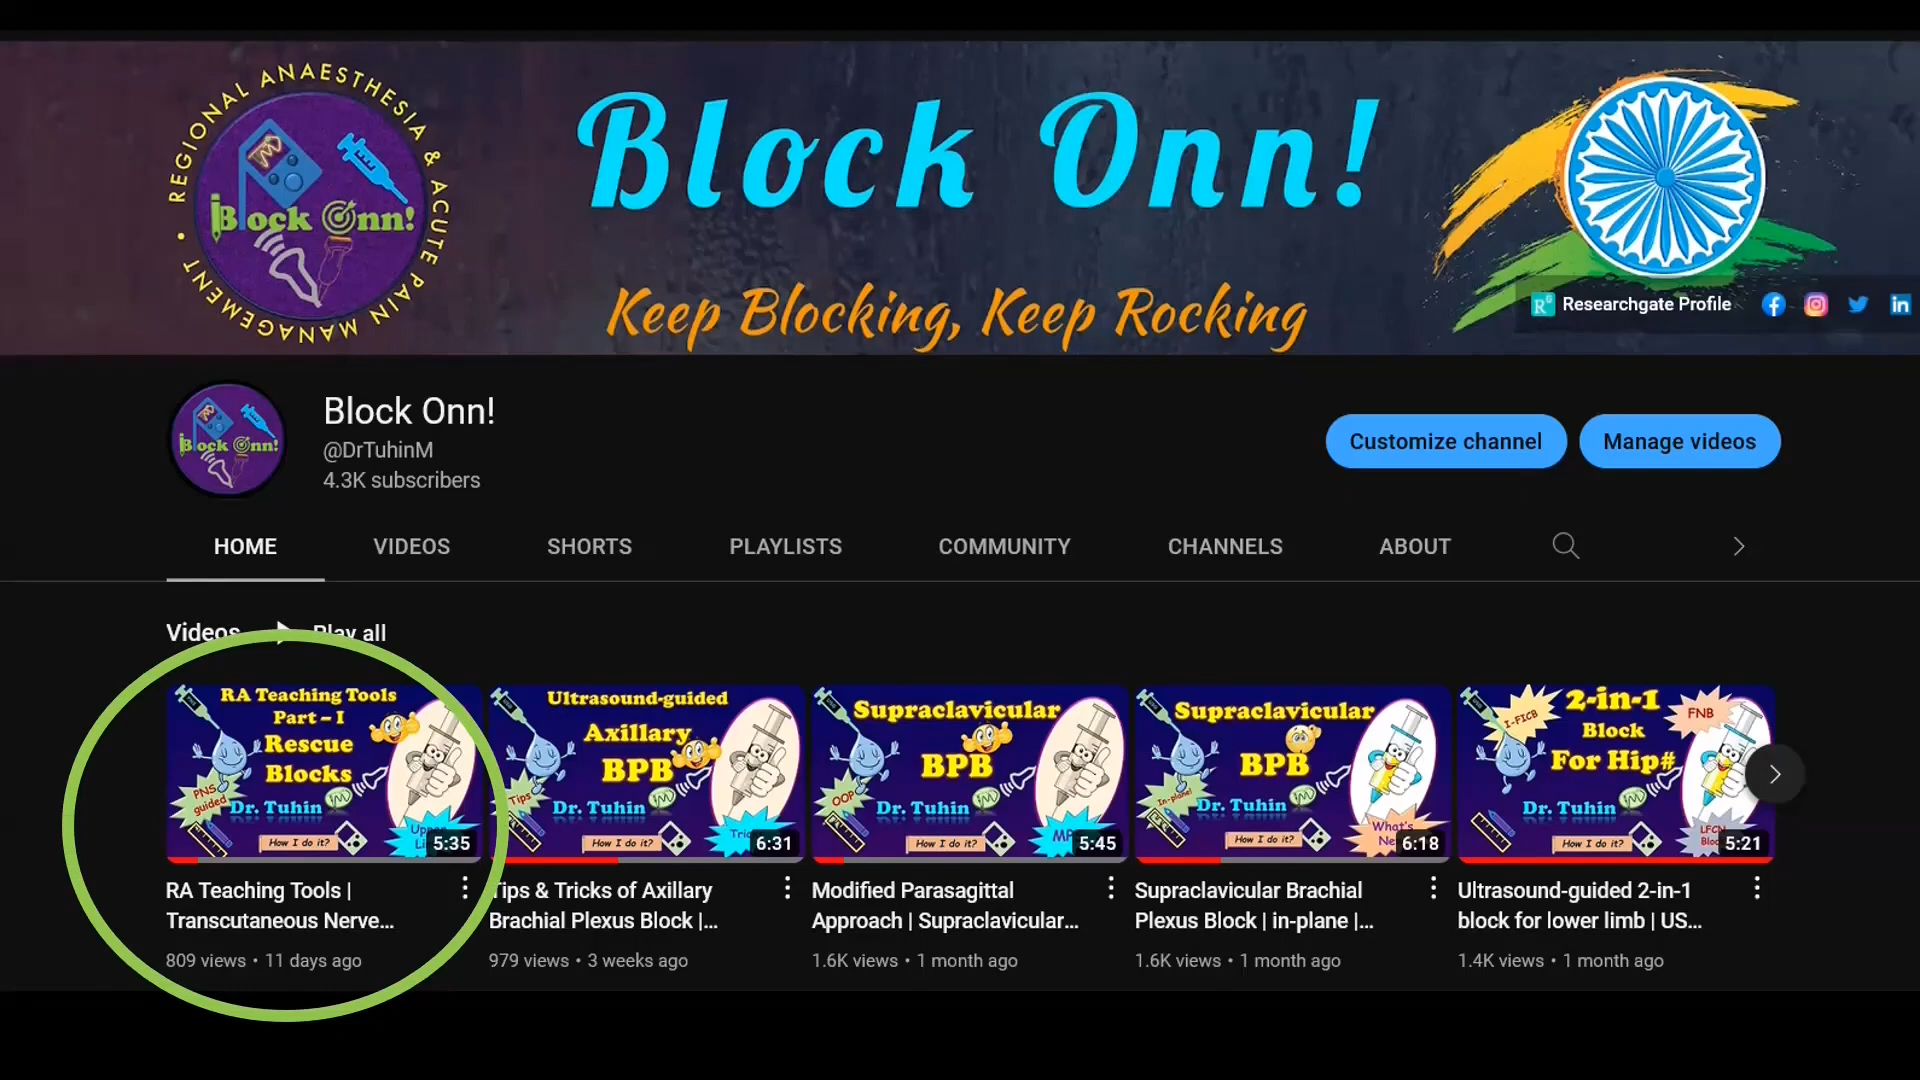 REGIONAL ANAESTHESIA & ACUTE PAIN MANAGEMENT •
Block Onn!
Block Onn!
Keep Blocking, Keep Rocking
Researchgate Profile
Block Onn!
Block Onn!
@DrTuhinM
4.3K subscribers
Customize channel
Manage videos
HOME
VIDEOS
SHORTS
PLAYLISTS
COMMUNITY
CHANNELS
ABOUT
Videos
Play all
RA Teaching Tools
Part – I
Rescue
Blocks
PNS guided
Dr. Tuhin
How I do it?
5:35
RA Teaching Tools |
Transcutaneous Nerve...
809 views • 11 days ago
Ultrasound-guided
Axillary
BPB
Tips
Dr. Tuhin
How I do it?
6:31
Tips & Tricks of Axillary
Brachial Plexus Block |...
979 views • 3 weeks ago
Supraclavicular
BPB
OOP
Dr. Tuhin
How I do it?
5:45
Modified Parasagittal
Approach | Supraclavicular...
1.6K views • 1 month ago
Supraclavicular
BPB
In-plane!
Dr. Tuhin
How I do it?
What's
6:18
Supraclavicular Brachial
Plexus Block | in-plane |...
1.6K views • 1 month ago
I-FICB
2-in-1
Block
For Hip#
FNB
Dr. Tuhin
How I do it?
LFCN
5:21
Ultrasound-guided 2-in-1
block for lower limb | US...
1.4K views • 1 month ago